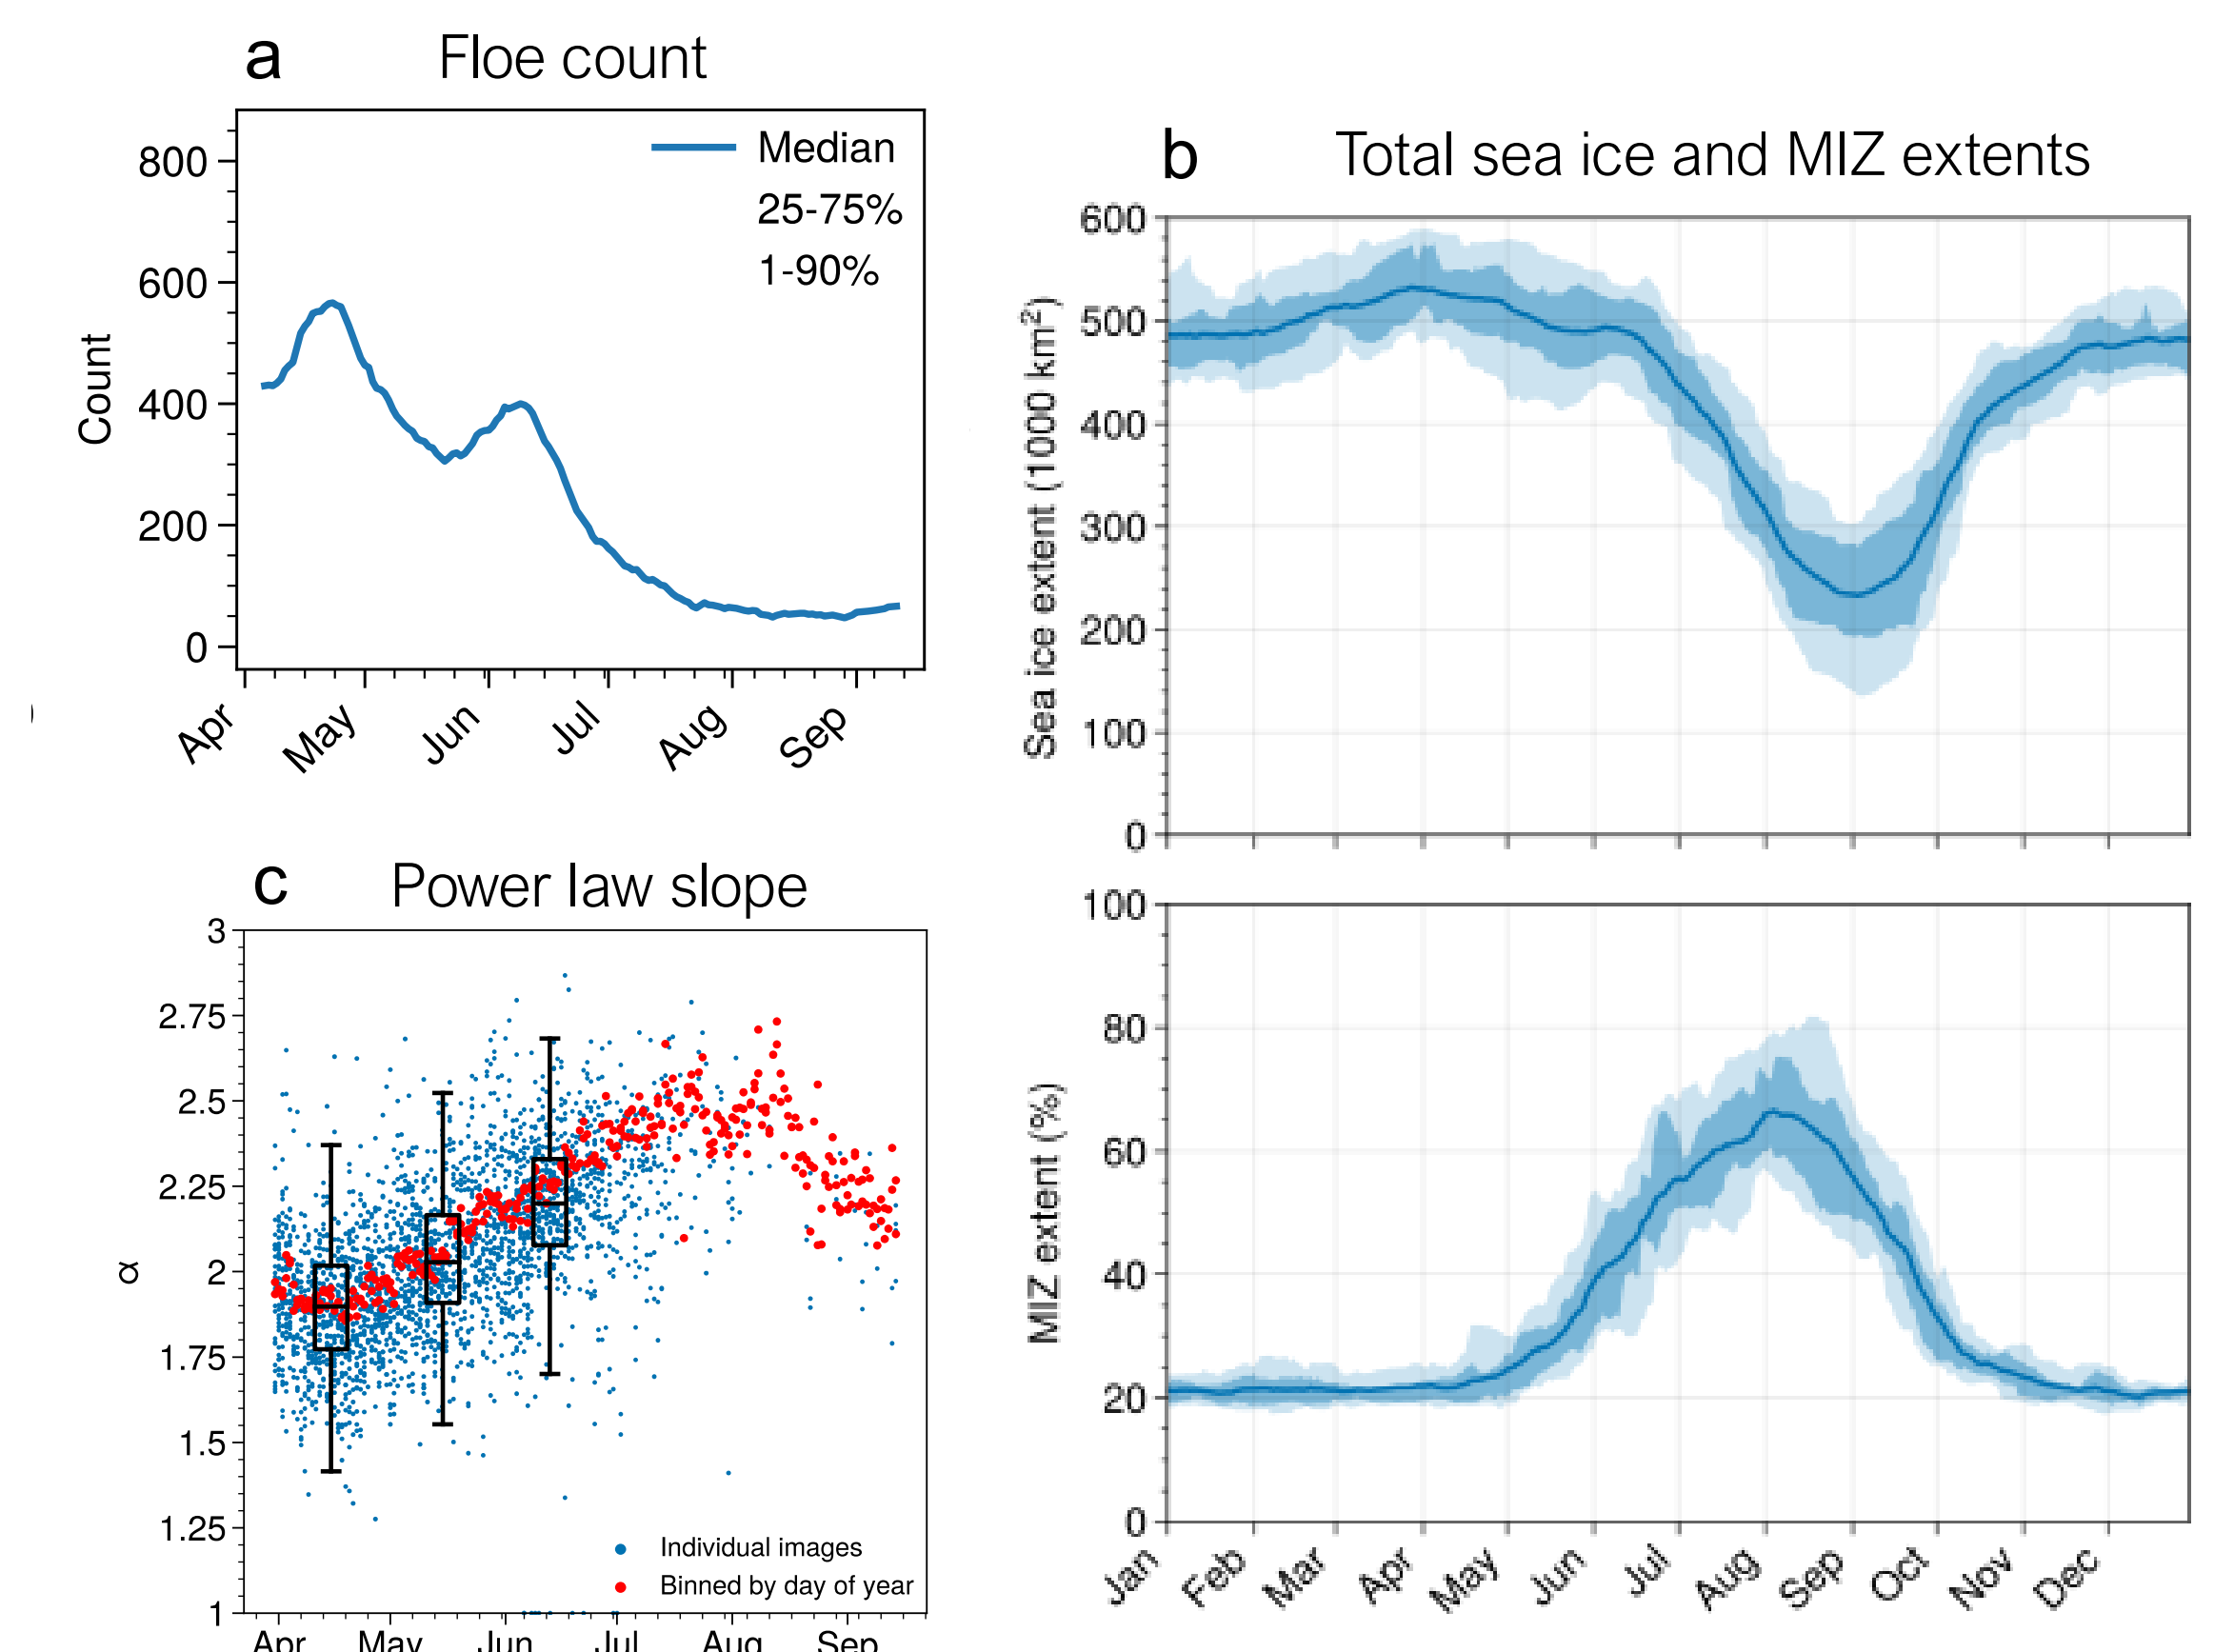 a Floe count
Median
25-75%
1-90%
800
600
400
200
0
Count
Apr May Jun Jul Aug Sep
b Total sea ice and MIZ extents
600
500
400
300
200
100
0
Sea ice extent (1000 km²)
c Power law slope
3
2.75
2.5
2.25
2
1.75
1.5
1.25
1
α
Individual images
Binned by day of year
Apr May Jun Jul Aug Sep
100
80
60
40
20
0
MIZ extent (%)
Jan Feb Mar Apr May Jun Jul Aug Sep Oct Nov Dec